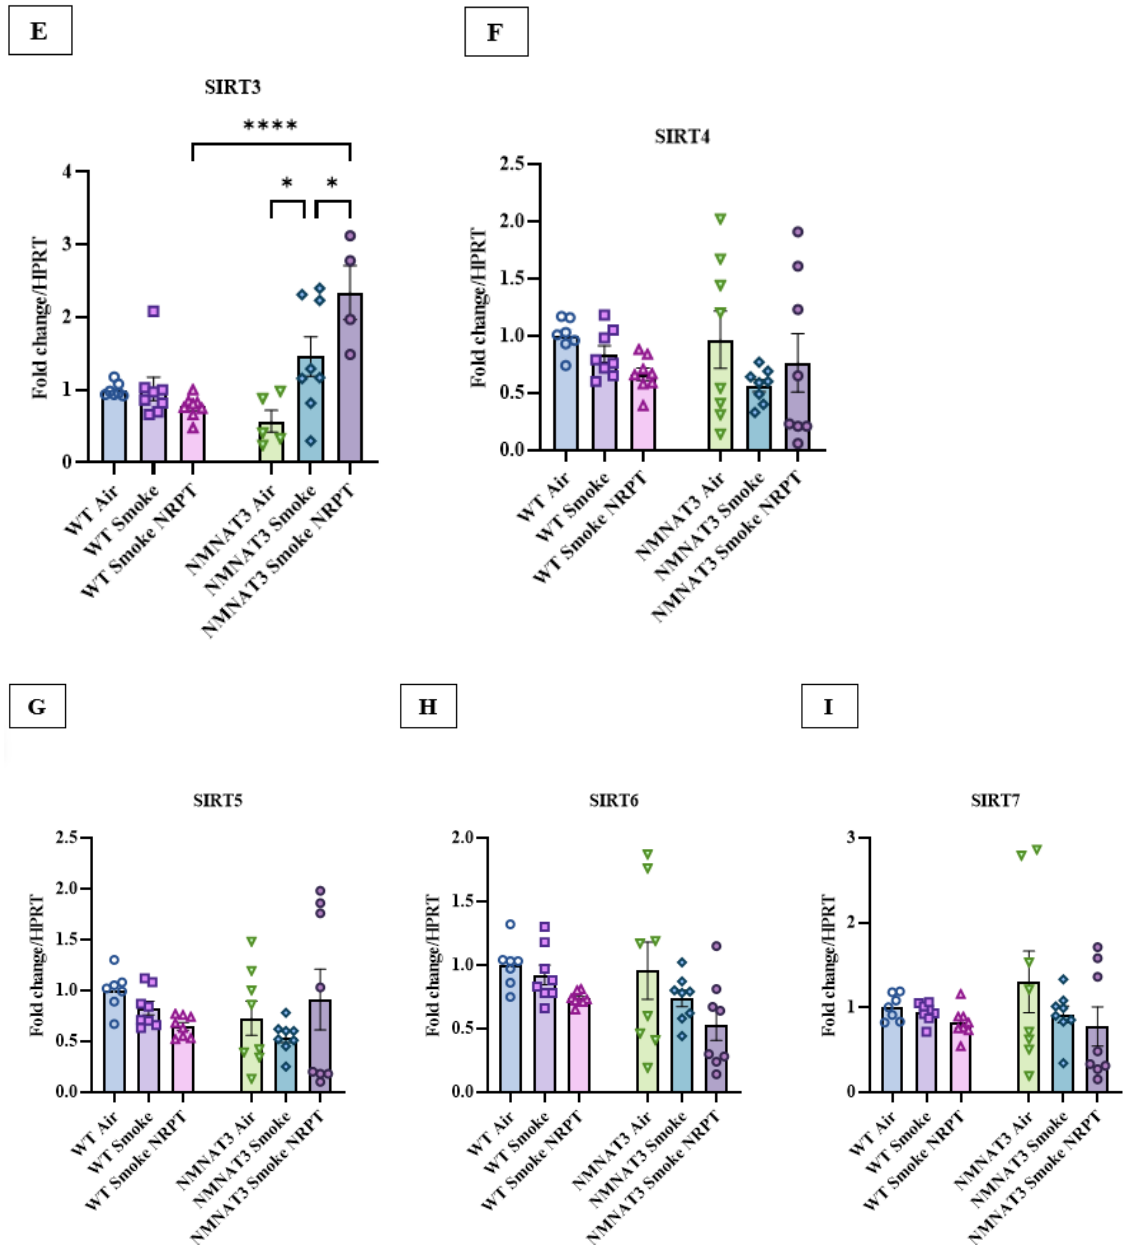 E
F
SIRT3
****
*
*
Fold change/HPRT
4
3
2
1
0
WT Air
WT Smoke
WT Smoke NRPT
NMNAT3 Air
NMNAT3 Smoke
NMNAT3 Smoke NRPT
SIRT4
Fold change/HPRT
2.5
2.0
1.5
1.0
0.5
0.0
WT Air
WT Smoke
WT Smoke NRPT
NMNAT3 Air
NMNAT3 Smoke
NMNAT3 Smoke NRPT
G
H
I
SIRT5
Fold change/HPRT
2.5
2.0
1.5
1.0
0.5
0.0
WT Air
WT Smoke
WT Smoke NRPT
NMNAT3 Air
NMNAT3 Smoke
NMNAT3 Smoke NRPT
SIRT6
Fold change/HPRT
2.0
1.5
1.0
0.5
0.0
WT Air
WT Smoke
WT Smoke NRPT
NMNAT3 Air
NMNAT3 Smoke
NMNAT3 Smoke NRPT
SIRT7
Fold change/HPRT
3
2
1
0
WT Air
WT Smoke
WT Smoke NRPT
NMNAT3 Air
NMNAT3 Smoke
NMNAT3 Smoke NRPT